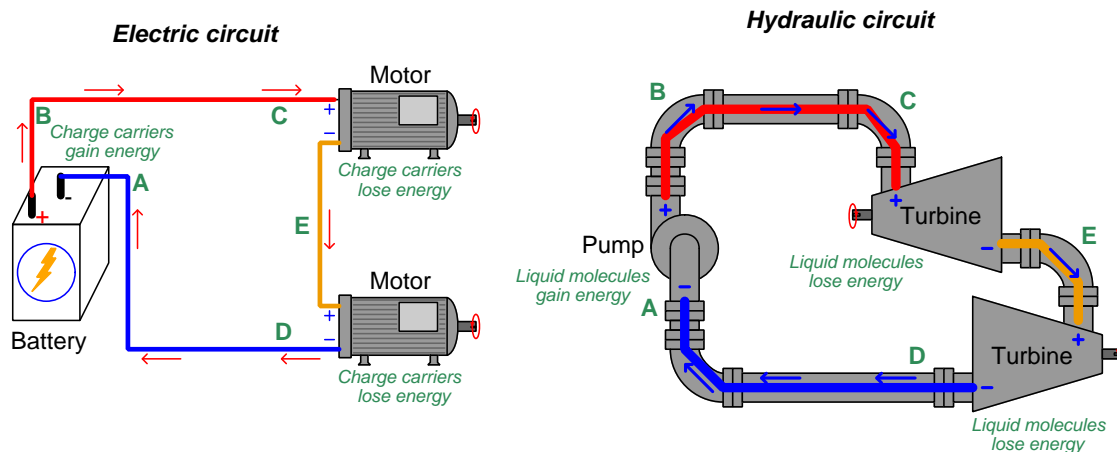 Electric circuit
Motor
B
C
+
-
Charge carriers
gain energy
Charge carriers
lose energy
A
-
+
E
Battery
Motor
+
-
D
Charge carriers
lose energy
Hydraulic circuit
B
C
+
+
Turbine
-
E
Pump
Liquid molecules
gain energy
-
A
Liquid molecules
lose energy
+
Turbine
D
-
Liquid molecules
lose energy